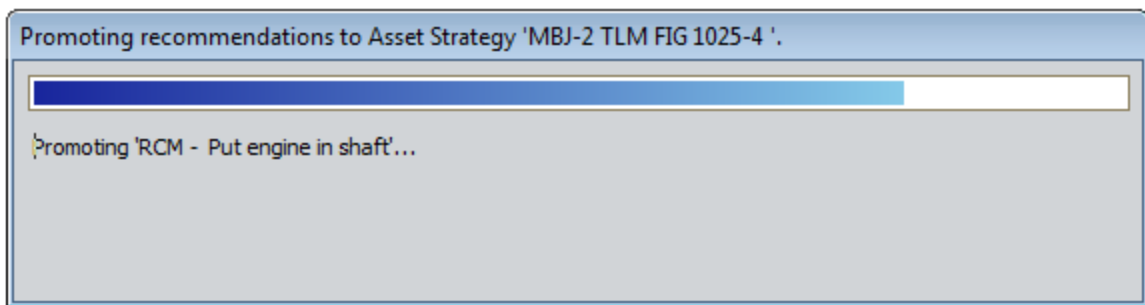 Promoting recommendations to Asset Strategy 'MBJ-2 TLM FIG 1025-4 '.
Promoting 'RCM - Put engine in shaft'...